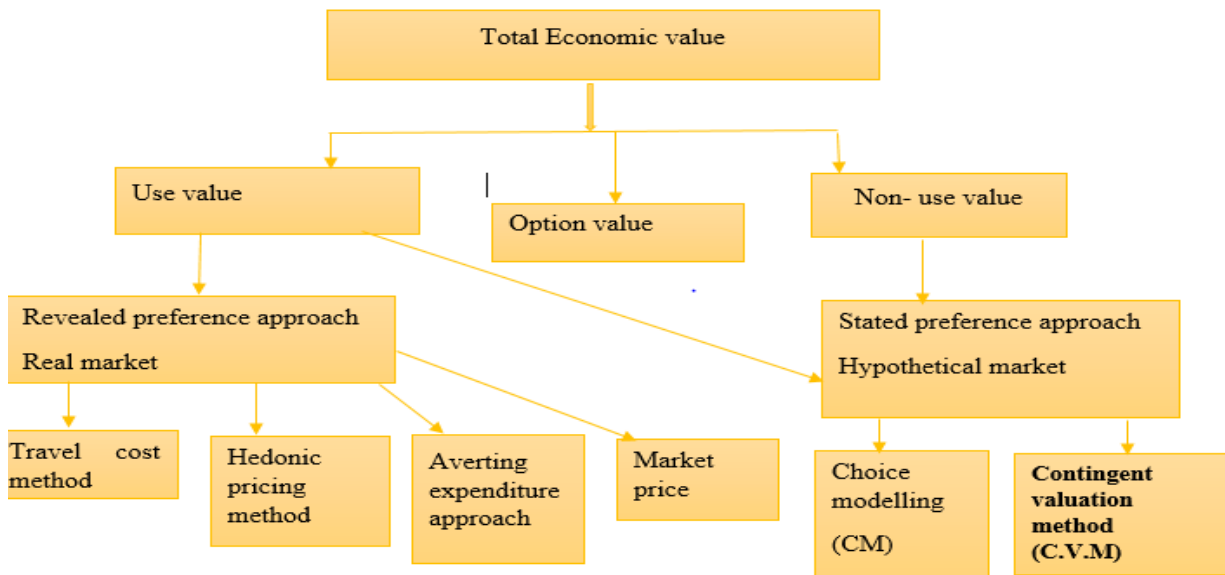 Total Economic value
Use value
Option value
Non- use value
Revealed preference approach
Real market
Stated preference approach
Hypothetical market
Travel cost
method
Hedonic
pricing
method
Averting
expenditure
approach
Market
price
Choice
modelling
(CM)
Contingent
valuation
method
(C.V.M)